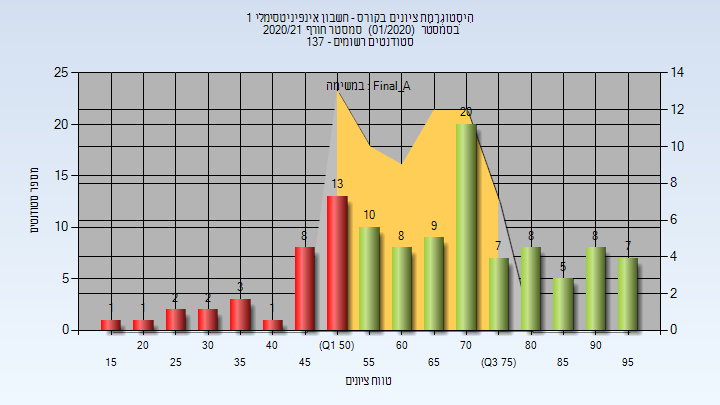 היסטוגרמת ציונים בקורס - חשבון אינפיניטסימלי 1
בסמסטר (01/2020) סמסטר חורף 2020/21
סטודנטים רשומים - 137
במשימה : Final_A
25 20 15 10 5 0
מספר סטודנטים
14 12 10 8 6 4 2 0
1 1 2 2 3 1 8 13 10 8 9 20 7 8 5 8 7
20 30 40 (Q1 50) 60 70 80 90
15 25 35 45 55 65 (Q3 75) 85 95
טווח ציונים